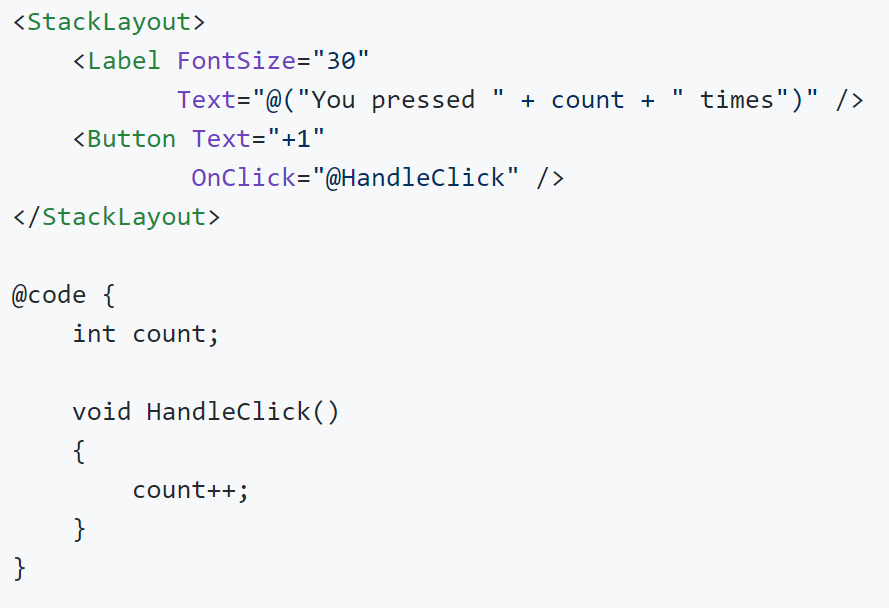 <StackLayout>
    <Label FontSize="30"
           Text="@("You pressed " + count + " times")" />
    <Button Text="+1"
            OnClick="@HandleClick" />
</StackLayout>

@code {
    int count;

    void HandleClick()
    {
        count++;
    }
}